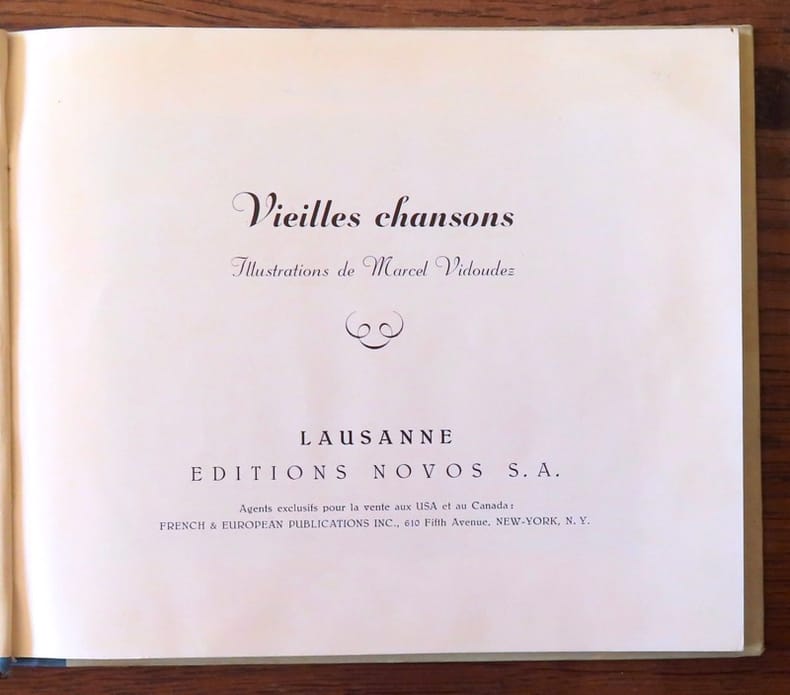 Vieilles chansons
Illustrations de Marcel Vidoudez
LAUSANNE
EDITIONS NOVOS S.A.
Agents exclusifs pour la vente aux USA et au Canada:
FRENCH & EUROPEAN PUBLICATIONS INC., 610 Fifth Avenue, NEW-YORK, N. Y.